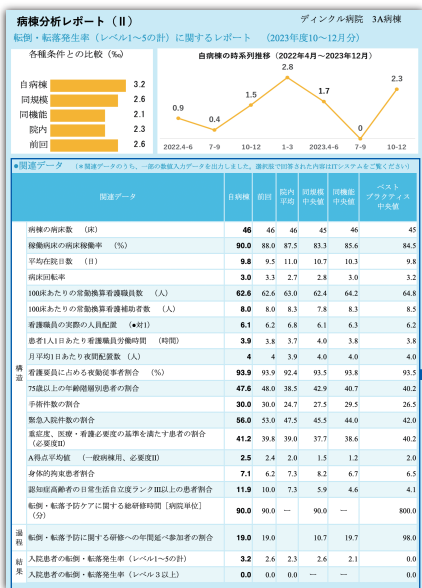 病棟分析レポート（Ⅱ）
ディンクル病院 3A病棟
転倒・転落発生率（レベル1〜5の計）に関するレポート （2023年度10〜12月分）
各種条件との比較（‰）
自病棟 3.2
同規模 2.6
同機能 2.1
院内 2.3
前回 2.6
自病棟の時系列推移（2022年4月〜2023年12月）
0.9 0.4 1.5 2.8 1.7 0 2.3
2022.4-6 7-9 10-12 1-3 2023.4-6 7-9 10-12
●関連データ （＊関連データのうち、一部の数値入力データを出力しました。選択肢で回答された内容はITシステムをご覧ください）
関連データ 自病棟 前回 院内平均 同規模中央値 同機能中央値 ベストプラクティス中央値
構造
病棟の病床数 （床） 46 46 46 45 46 45
稼働病床の病床稼働率 （％） 90.0 88.0 87.5 83.3 85.6 84.5
平均在院日数 （日） 9.8 9.5 11.0 10.7 10.3 9.8
病床回転率 3.0 3.3 2.7 2.8 3.0 3.2
100床あたりの常勤換算看護職員数 （人） 62.6 62.6 63.0 62.4 64.2 64.8
100床あたりの常勤換算看護補助者数 （人） 8.0 8.0 8.3 7.8 8.3 8.5
看護職員の実際の人員配置 （●対1） 6.1 6.2 6.8 6.1 6.3 6.2
患者1人1日あたり看護職員労働時間 （時間） 3.9 3.8 3.7 4.0 3.8 3.8
月平均1日あたり夜間配置数 （人） 4 4 3.9 4.0 4.0 4.0
看護要員に占める夜勤従事者割合 （％） 93.9 93.9 92.4 93.5 93.8 93.5
75歳以上の年齢階層別患者の割合 47.6 48.0 38.5 42.9 40.7 40.2
手術件数の割合 30.0 30.0 24.7 27.5 29.5 26.5
緊急入院件数の割合 56.0 53.0 47.5 45.5 44.0 42.0
重症度、医療・看護必要度の基準を満たす患者の割合
（必要度Ⅱ） 41.2 39.8 39.0 37.7 38.6 40.2
A得点平均値 （一般病棟用、必要度Ⅱ） 2.5 2.4 2.0 1.5 1.2 2.0
身体的拘束患者割合 7.1 6.2 7.3 8.2 6.7 6.5
認知症高齢者の日常生活自立度ランクⅢ以上の患者割合 11.9 10.0 7.3 5.9 4.6 4.1
転倒・転落予防ケアに関する総研修時間［病院単位］
（分） 90.0 90.0 — 90.0 — 800.0
過程
転倒・転落予防に関する研修への年間延べ参加者の割合 19.0 19.0 10.7 19.7 98.0
結果
入院患者の転倒・転落発生率（レベル1〜5の計） 3.2 2.6 2.3 2.6 2.1 0.0
入院患者の転倒・転落発生率（レベル３以上） 0.0 0.0 0.0 — — 0.0